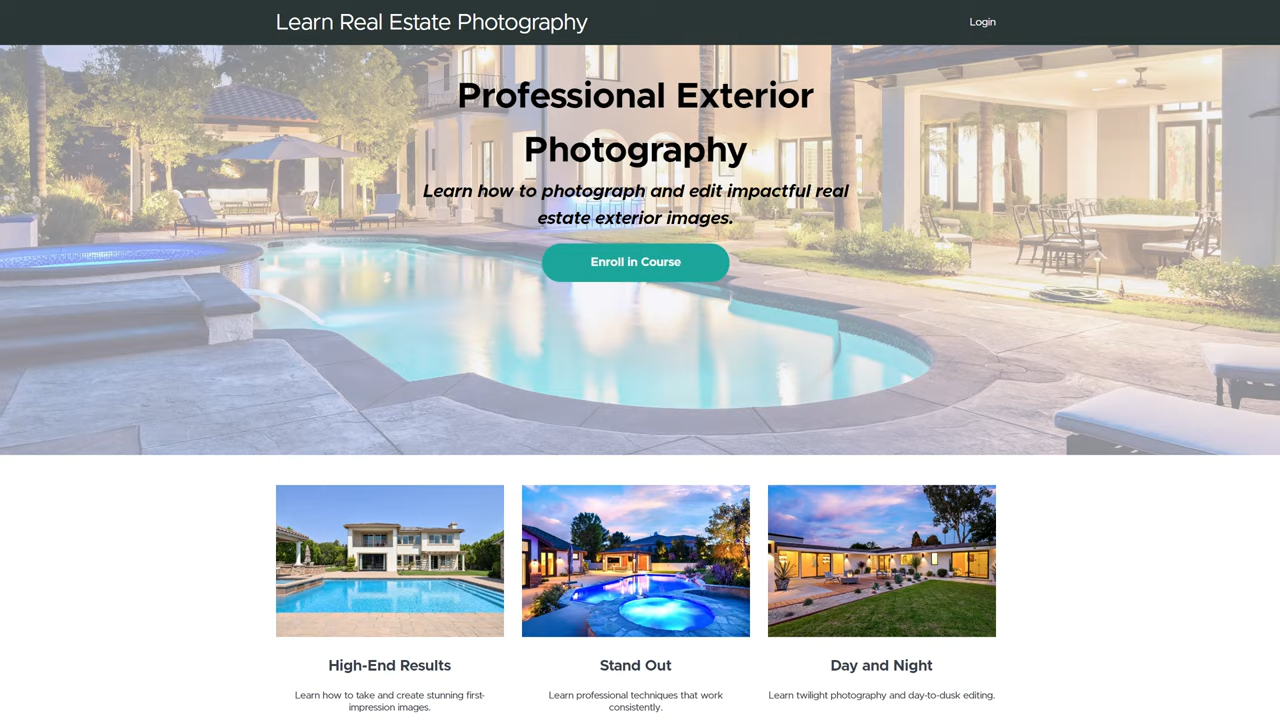 Learn Real Estate Photography
Login
Professional Exterior
Photography
Learn how to photograph and edit impactful real
estate exterior images.
Enroll in Course
High-End Results
Learn how to take and create stunning first-
impression images.
Stand Out
Learn professional techniques that work
consistently.
Day and Night
Learn twilight photography and day-to-dusk editing.